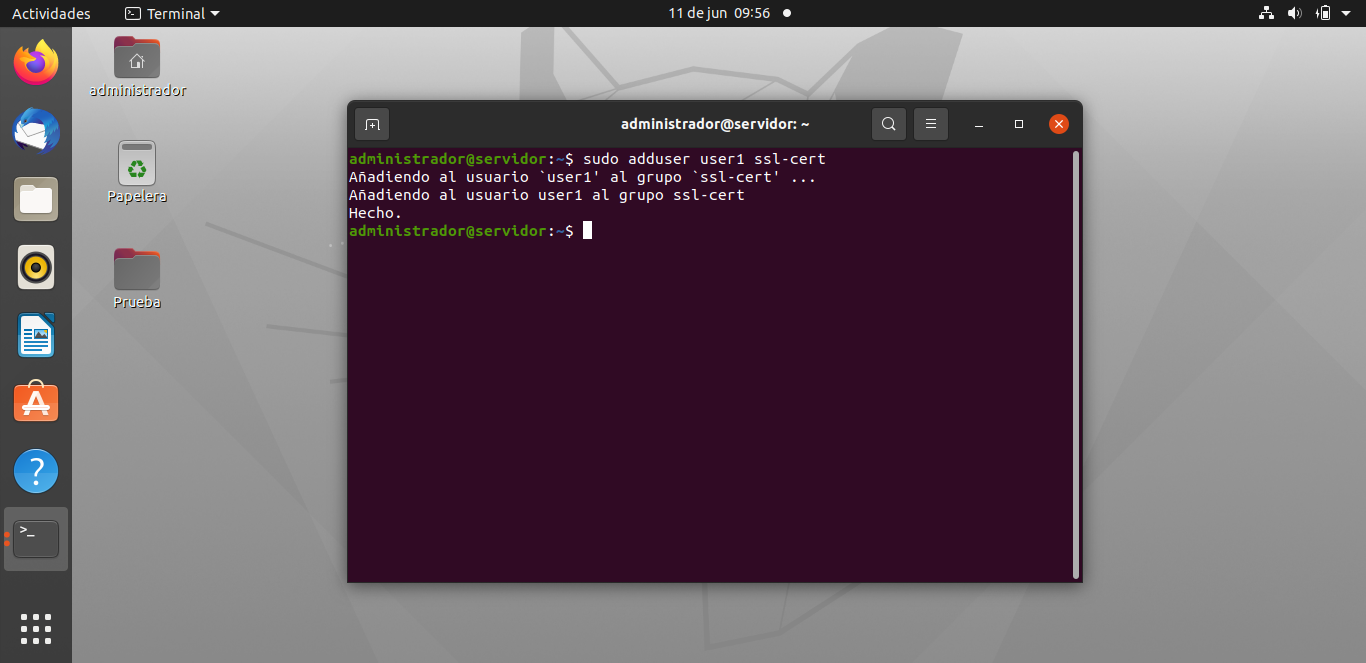 Actividades
Terminal
11 de jun 09:56
administrador
Papelera
Prueba
administrador@servidor: ~
administrador@servidor:~$ sudo adduser user1 ssl-cert
Añadiendo al usuario `user1' al grupo `ssl-cert' ...
Añadiendo al usuario user1 al grupo ssl-cert
Hecho.
administrador@servidor:~$